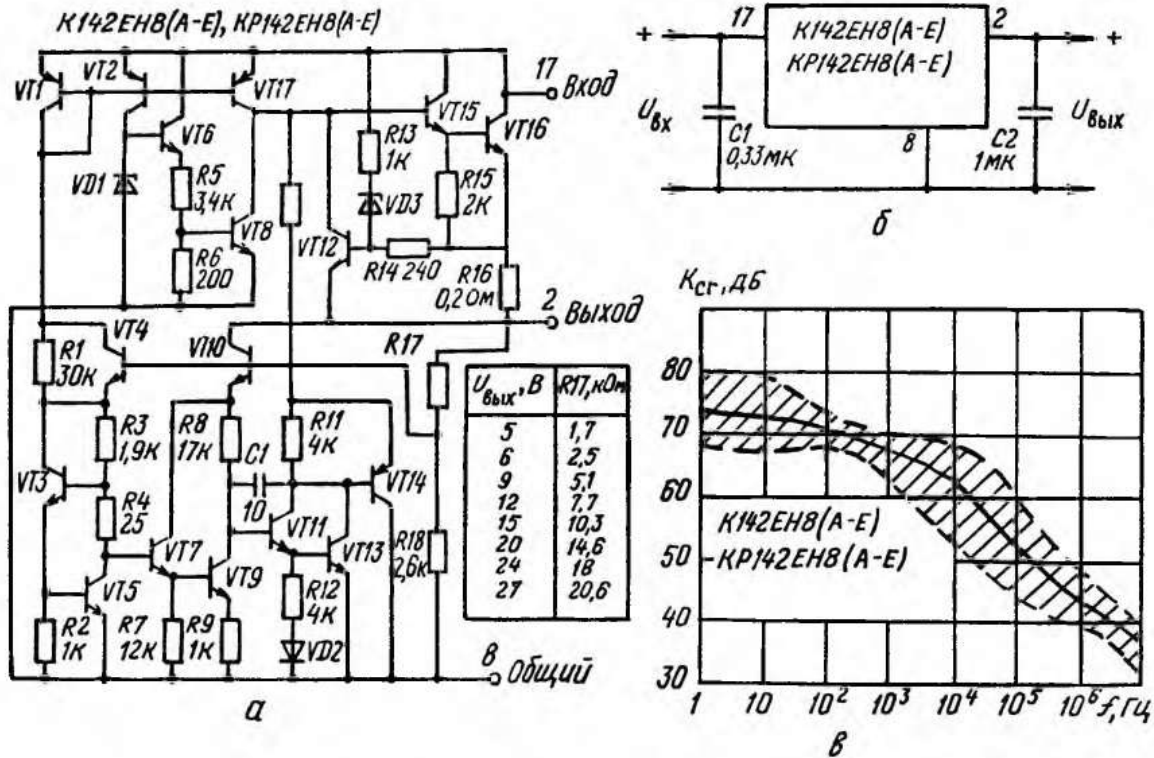 К142ЕН8(А-Е), КР142ЕН8(А-Е)
VT1
VT2
VT17
VT6
VD1
R5
3,4К
R6
200
VT8
VT12
R13
1К
VD3
R14 240
VT15
R15
2К
VT16
17
Вход
R16
0,2Ом
2
Выход
VT4
VT10
R17
R1
30К
R3
1,9К
R8
17К
C1
10
R11
4К
VT14
VT3
R4
25
VT7
VT11
VT13
R18
2,6К
VT5
VT9
R12
4К
R2
1К
R7
12К
R9
1К
VD2
8
Общий
а
Uвых, В R17, кОм
5 1,7
6 2,5
9 5,1
12 7,7
15 10,3
20 14,6
24 18
27 20,6
+ 17
К142ЕН8(А-Е)
КР142ЕН8(А-Е)
2 +
Uвх
C1
0,33мк
8
C2
1мк
Uвых
б
Kсг, дБ
80
70
60
50
40
30
К142ЕН8(А-Е)
КР142ЕН8(А-Е)
1 10 10² 10³ 10⁴ 10⁵ 10⁶ f, Гц
в